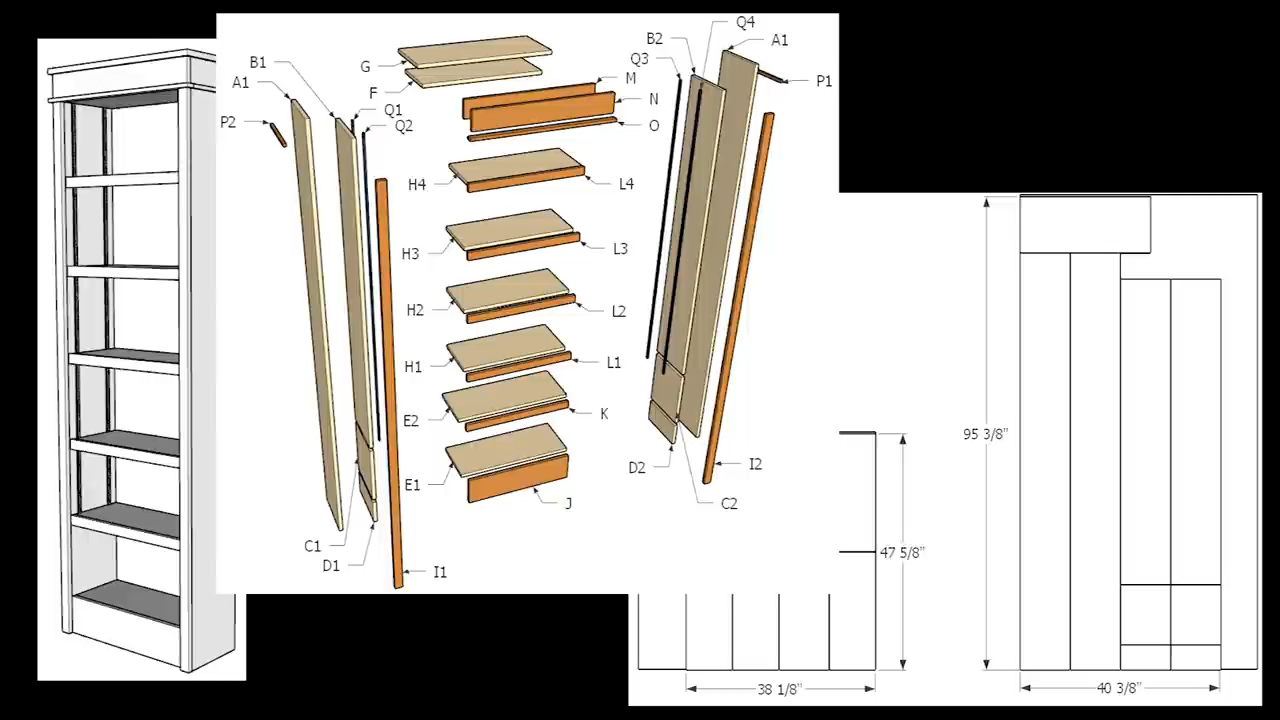 Q4
B2
A1
Q3
P1
B1
A1
G
F
M
N
O
Q1
Q2
P2
H4
L4
H3
L3
H2
L2
H1
L1
E2
K
E1
J
D2
I2
C2
C1
D1
I1
95 3/8”
47 5/8”
38 1/8”
40 3/8”